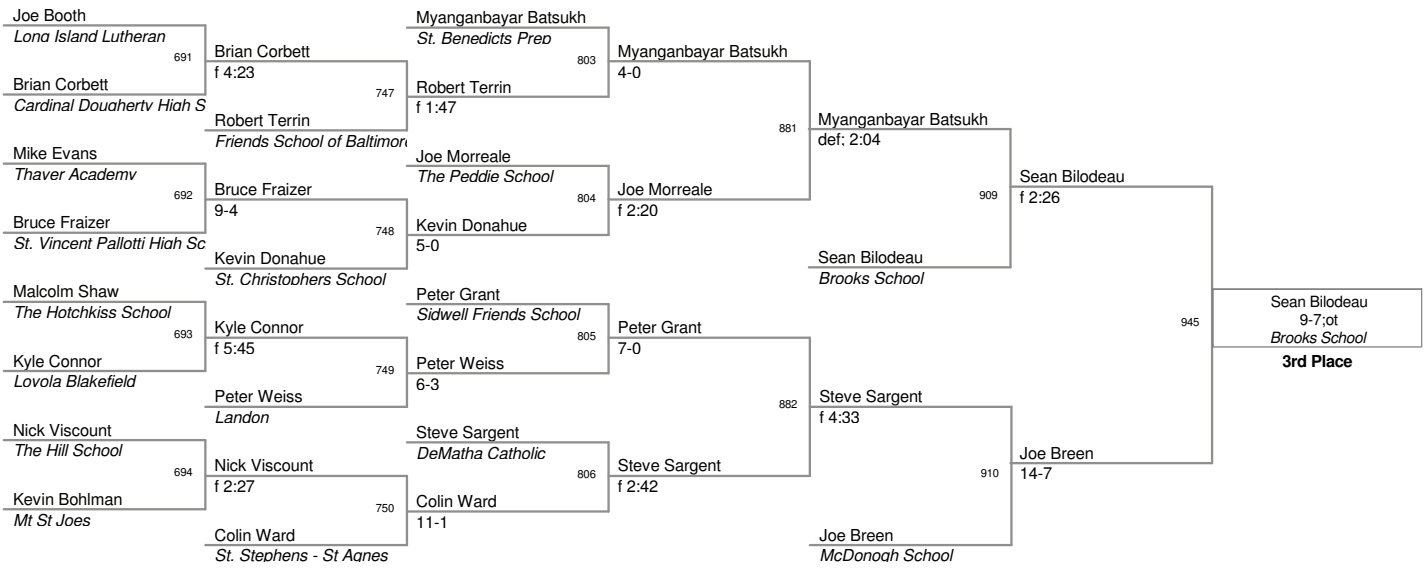 Joe Booth
Long Island Lutheran
691
Brian Corbett
Cardinal Dougherty High S
Mike Evans
Thayer Academy
692
Bruce Fraizer
St. Vincent Pallotti High Sc
Malcolm Shaw
The Hotchkiss School
693
Kyle Connor
Loyola Blakefield
Nick Viscount
The Hill School
694
Kevin Bohlman
Mt St Joes
Brian Corbett
f 4:23
747
Robert Terrin
Friends School of Baltimore
Bruce Fraizer
9-4
748
Kevin Donahue
St. Christophers School
Kyle Connor
f 5:45
749
Peter Weiss
Landon
Nick Viscount
f 2:27
750
Colin Ward
St. Stephens - St Agnes
Myanganbayar Batsukh
St. Benedicts Prep
803
Robert Terrin
f 1:47
Joe Morreale
The Peddie School
804
Kevin Donahue
5-0
Peter Grant
Sidwell Friends School
805
Peter Weiss
6-3
Steve Sargent
DeMatha Catholic
806
Colin Ward
11-1
Myanganbayar Batsukh
4-0
881
Joe Morreale
f 2:20
Peter Grant
7-0
882
Steve Sargent
f 2:42
Myanganbayar Batsukh
def; 2:04
909
Sean Bilodeau
Brooks School
Steve Sargent
f 4:33
910
Joe Breen
McDonogh School
Sean Bilodeau
f 2:26
945
Joe Breen
14-7
Sean Bilodeau
9-7;ot
Brooks School
3rd Place